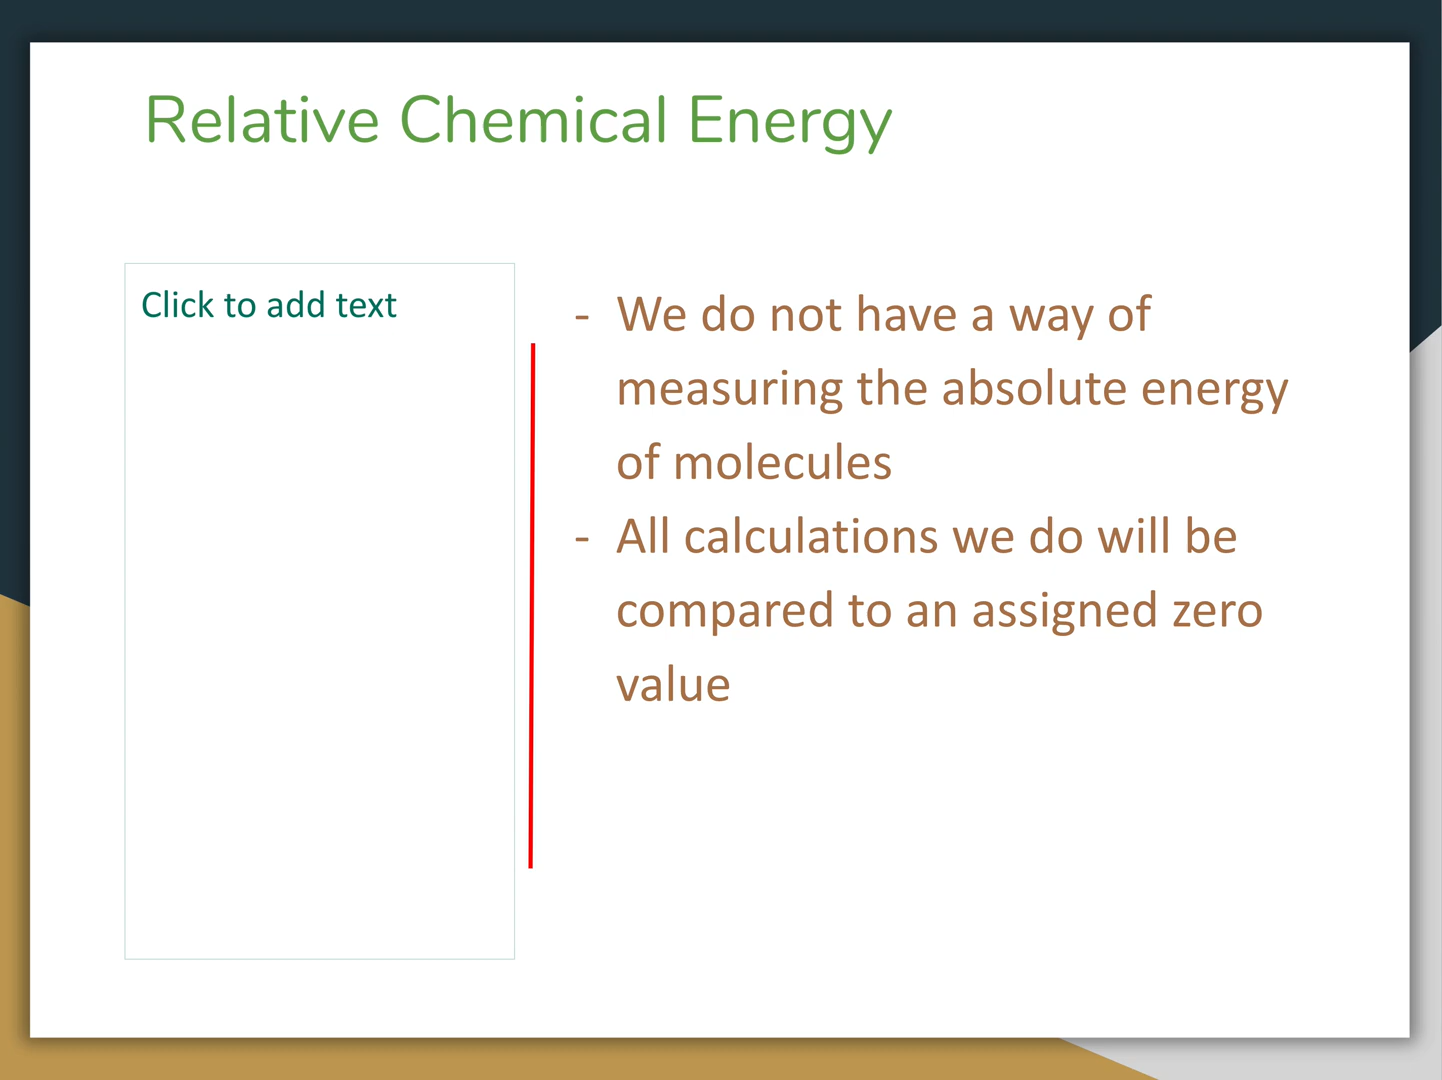 Relative Chemical Energy
Click to add text
- We do not have a way of
measuring the absolute energy
of molecules
- All calculations we do will be
compared to an assigned zero
value